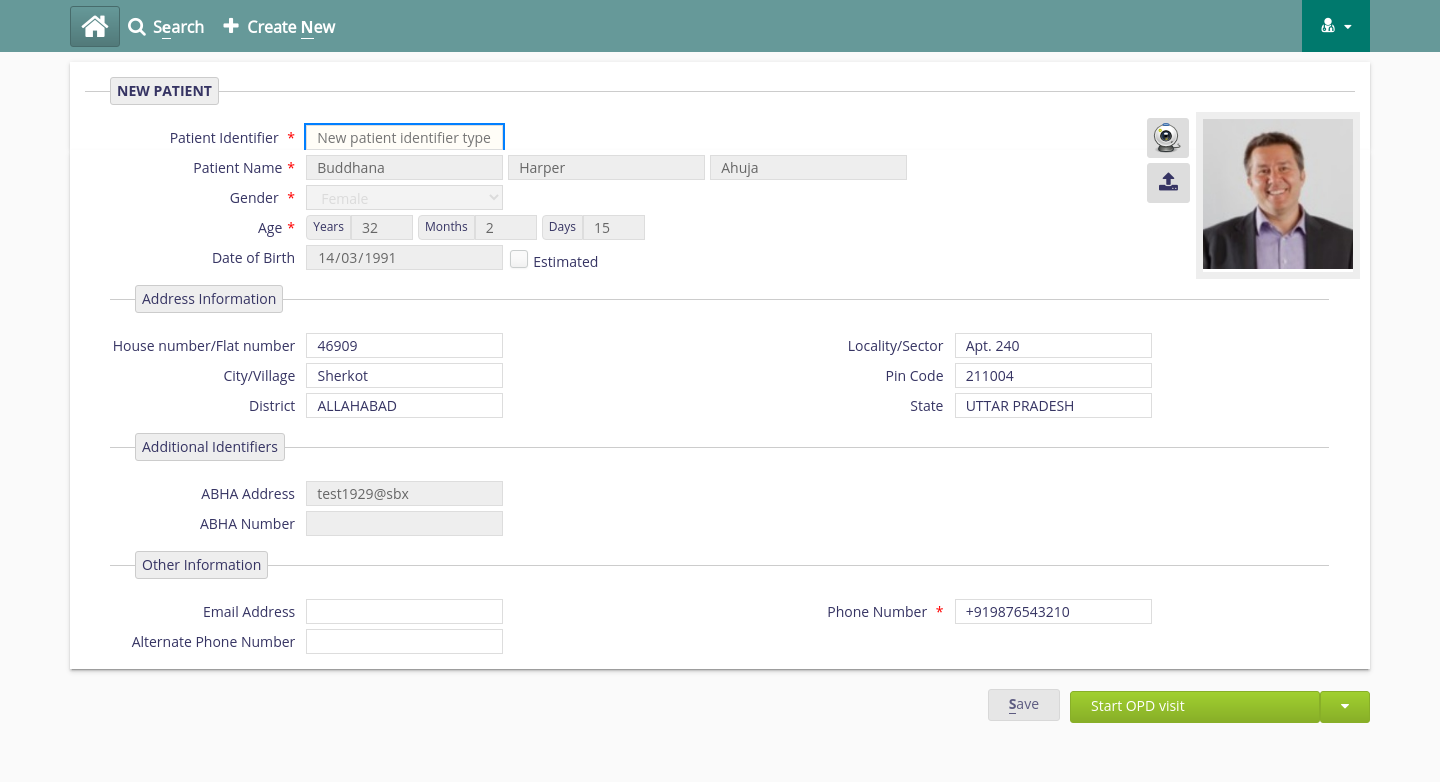 Search Create New
NEW PATIENT
Patient Identifier * New patient identifier type
Patient Name * Buddhana Harper Ahuja
Gender * Female
Age * Years 32 Months 2 Days 15
Date of Birth 14/03/1991 Estimated
Address Information
House number/Flat number 46909 Locality/Sector Apt. 240
City/Village Sherkot Pin Code 211004
District ALLAHABAD State UTTAR PRADESH
Additional Identifiers
ABHA Address test1929@sbx
ABHA Number
Other Information
Email Address Phone Number * +919876543210
Alternate Phone Number
Save Start OPD visit